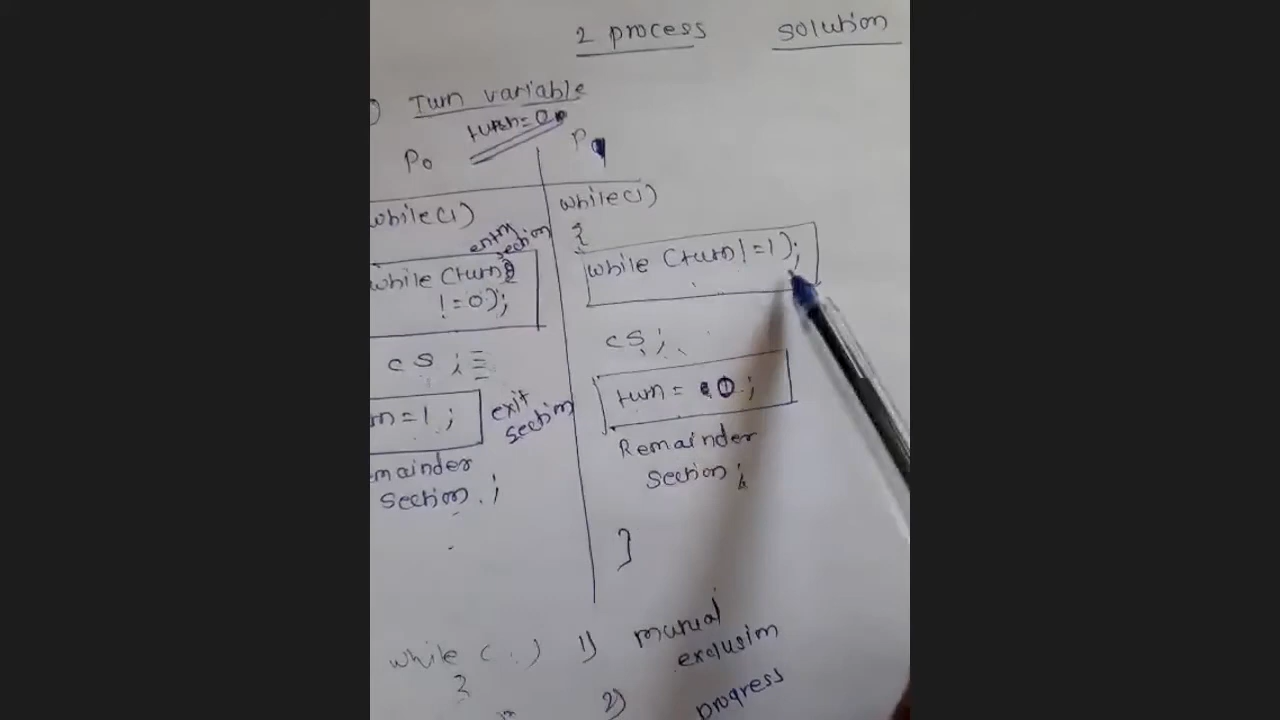 2 process solution
) Turn variable
turn=0
P0
while(1)
entry
section
while (turn
!=0);
CS ;
n=1 ;
exit
section
mainder
section . ;
P1
while(1)
{
while (turn!=1);
CS ;
turn = 0 ;
Remainder
section ;
}
while ( . ) 1) mutual
exclusion
}
2) progress